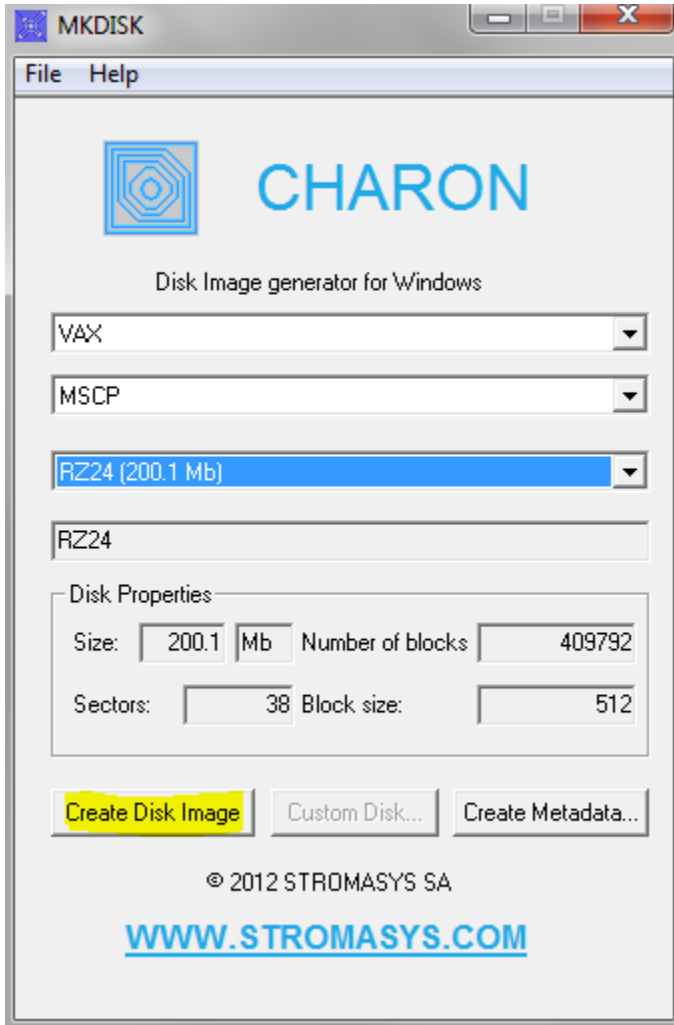 MKDISK
File Help
CHARON
Disk Image generator for Windows
VAX
MSCP
RZ24 (200.1 Mb)
RZ24
Disk Properties
Size: 200.1 Mb Number of blocks 409792
Sectors: 38 Block size: 512
Create Disk Image Custom Disk... Create Metadata...
© 2012 STROMASYS SA
WWW.STROMASYS.COM